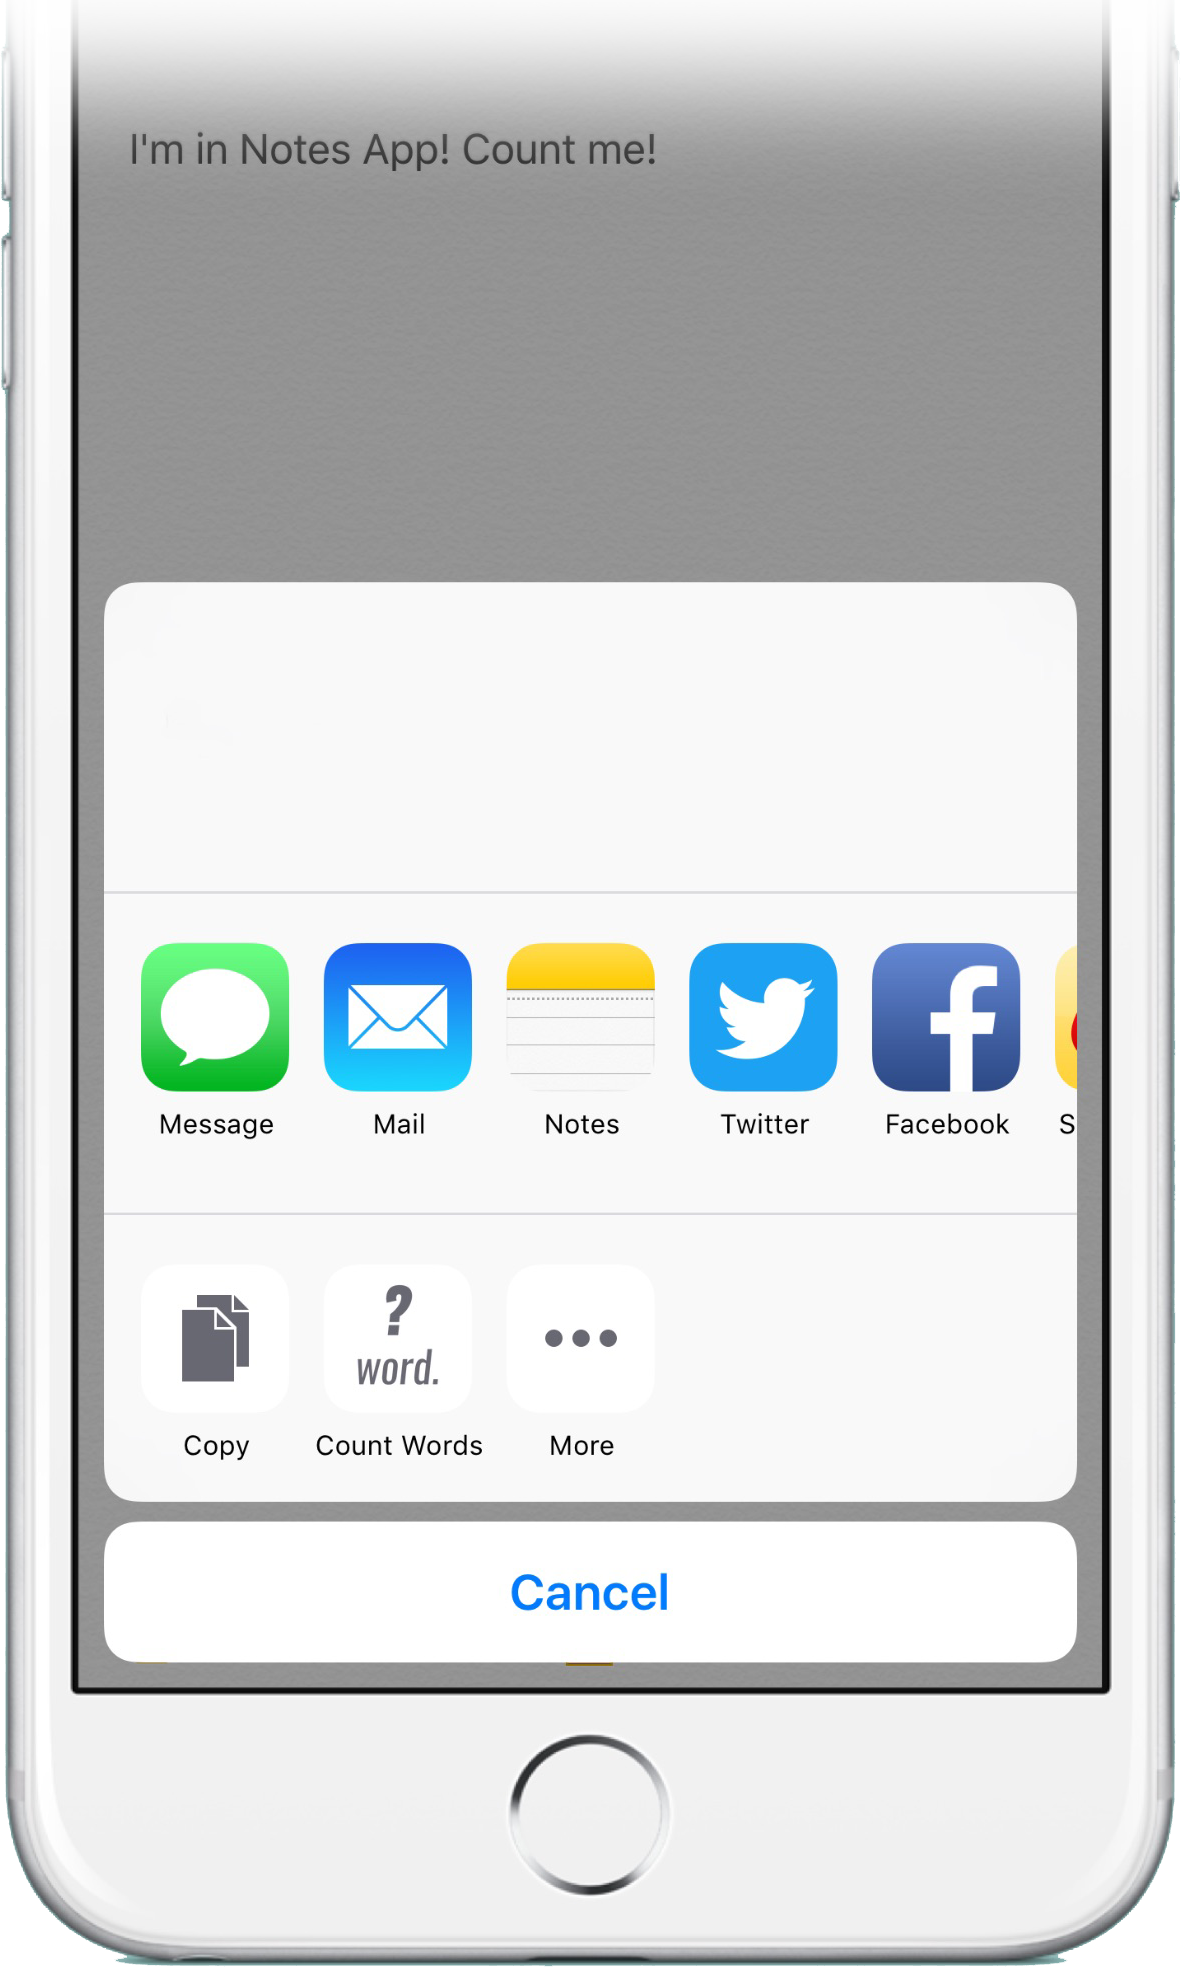 I'm in Notes App! Count me!
Message Mail Notes Twitter Facebook S
? word.
Copy Count Words More
Cancel